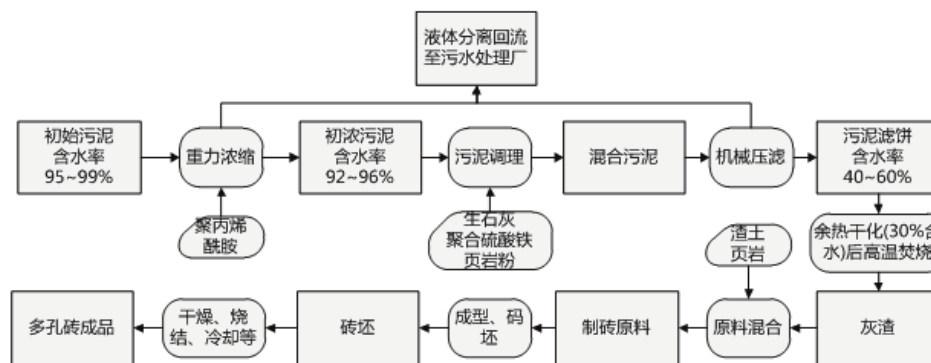 液体分离回流
至污水处理厂
初始污泥
含水率
95~99%
重力浓缩
初浓污泥
含水率
92~96%
污泥调理
混合污泥
机械压滤
污泥滤饼
含水率
40~60%
聚丙烯
酰胺
生石灰
聚合硫酸铁
页岩粉
渣土
页岩
余热干化(30%含
水)后高温焚烧
多孔砖成品
干燥、烧
结、冷却等
砖坯
成型、码
坯
制砖原料
原料混合
灰渣